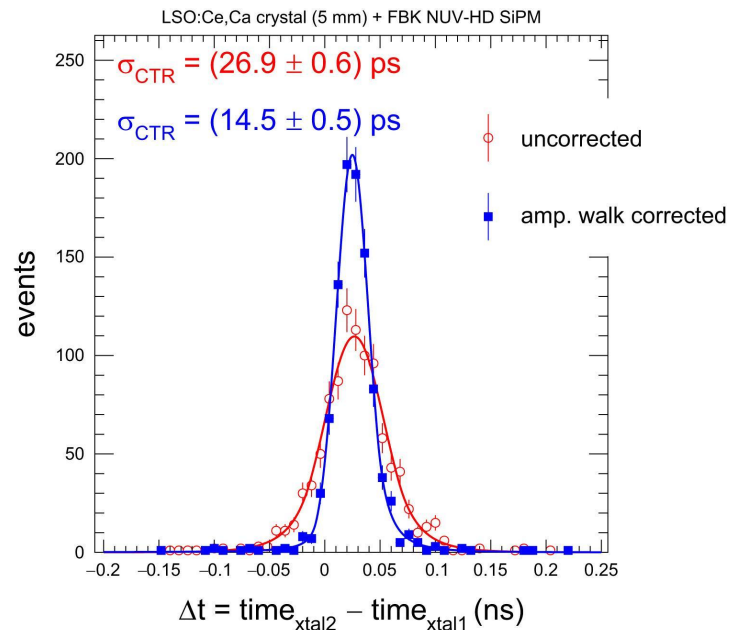 LSO:Ce,Ca crystal (5 mm) + FBK NUV-HD SiPM
σCTR = (26.9 ± 0.6) ps
σCTR = (14.5 ± 0.5) ps
uncorrected
amp. walk corrected
events
250
200
150
100
50
0
−0.2 −0.15 −0.1 −0.05 0 0.05 0.1 0.15 0.2 0.25
Δt = timextal2 − timextal1 (ns)